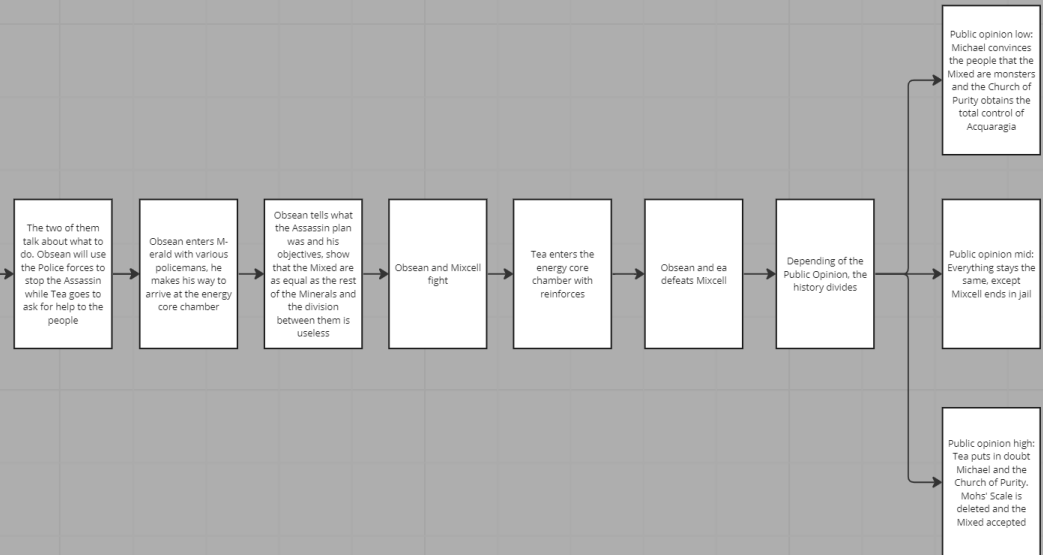 The two of them
talk about what to
do. Obsean will use
the Police forces to
stop the Assassin
while Tea goes to
ask for help to the
people
Obsean enters M-
erald with various
policemans, he
makes his way to
arrive at the energy
core chamber
Obsean tells what
the Assassin plan
was and his
objectives, show
that the Mixed are
as equal as the rest
of the Minerals and
the division
between them is
useless
Obsean and Mixcell
fight
Tea enters the
energy core
chamber with
reinforces
Obsean and ea
defeats Mixcell
Depending of the
Public Opinion, the
history divides
Public opinion low:
Michael convinces
the people that the
Mixed are monsters
and the Church of
Purity obtains the
total control of
Acquaragia
Public opinion mid:
Everything stays the
same, except
Mixcell ends in jail
Public opinion high:
Tea puts in doubt
Michael and the
Church of Purity.
Mohs' Scale is
deleted and the
Mixed accepted